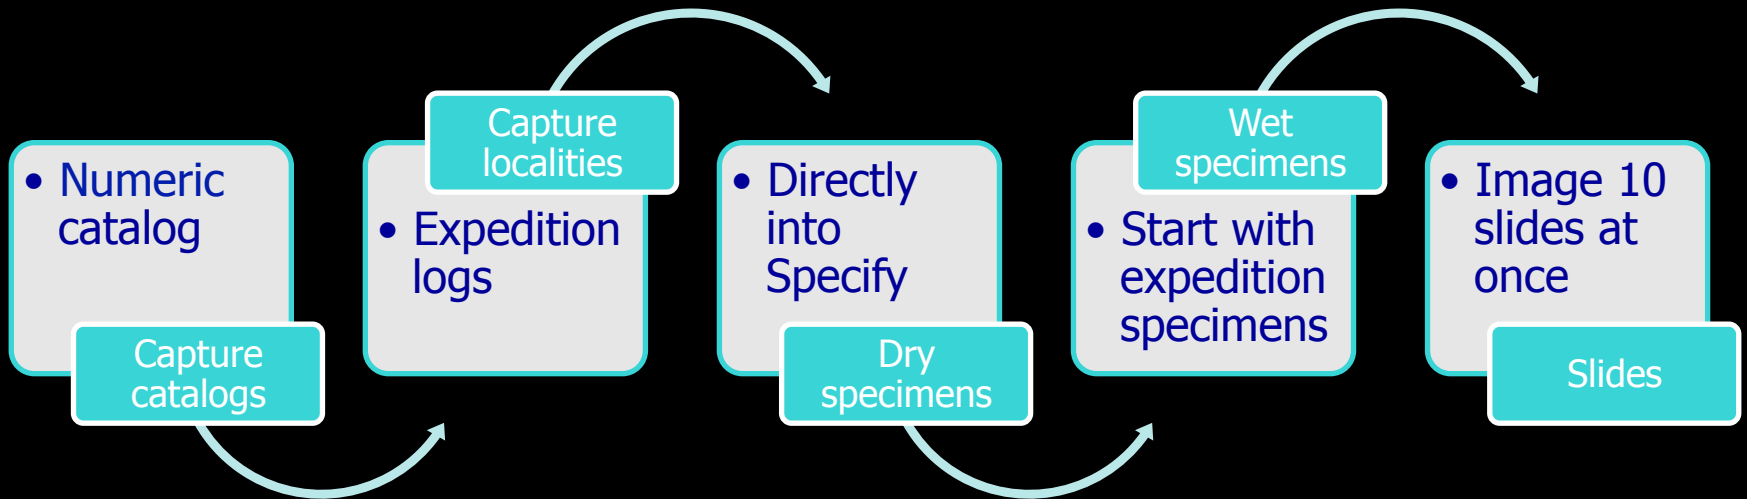 • Numeric
catalog
Capture
catalogs
Capture
localities
• Expedition
logs
• Directly
into
Specify
Dry
specimens
Wet
specimens
• Start with
expedition
specimens
• Image 10
slides at
once
Slides